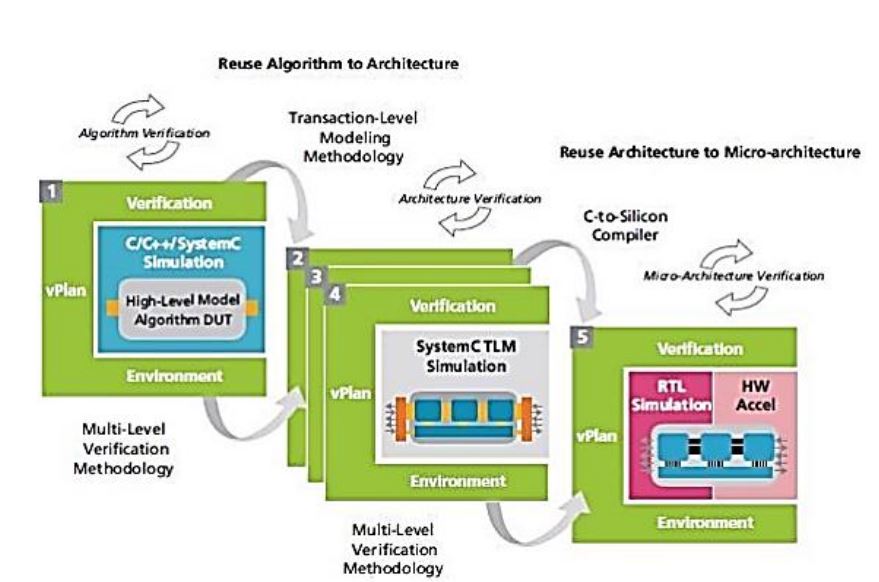 Reuse Algorithm to Architecture
Algorithm Verification
Transaction-Level
Modeling
Methodology
Reuse Architecture to Micro-architecture
Architecture Verification
C-to-Silicon
Compiler
Micro-Architecture Verification
1
Verification
C/C++/SystemC
Simulation
vPlan
High-Level Model
Algorithm DUT
Environment
Multi-Level
Verification
Methodology
2
3
4
Verification
SystemC TLM
Simulation
vPlan
Environment
Multi-Level
Verification
Methodology
5
Verification
RTL
Simulation
HW
Accel
vPlan
Environment